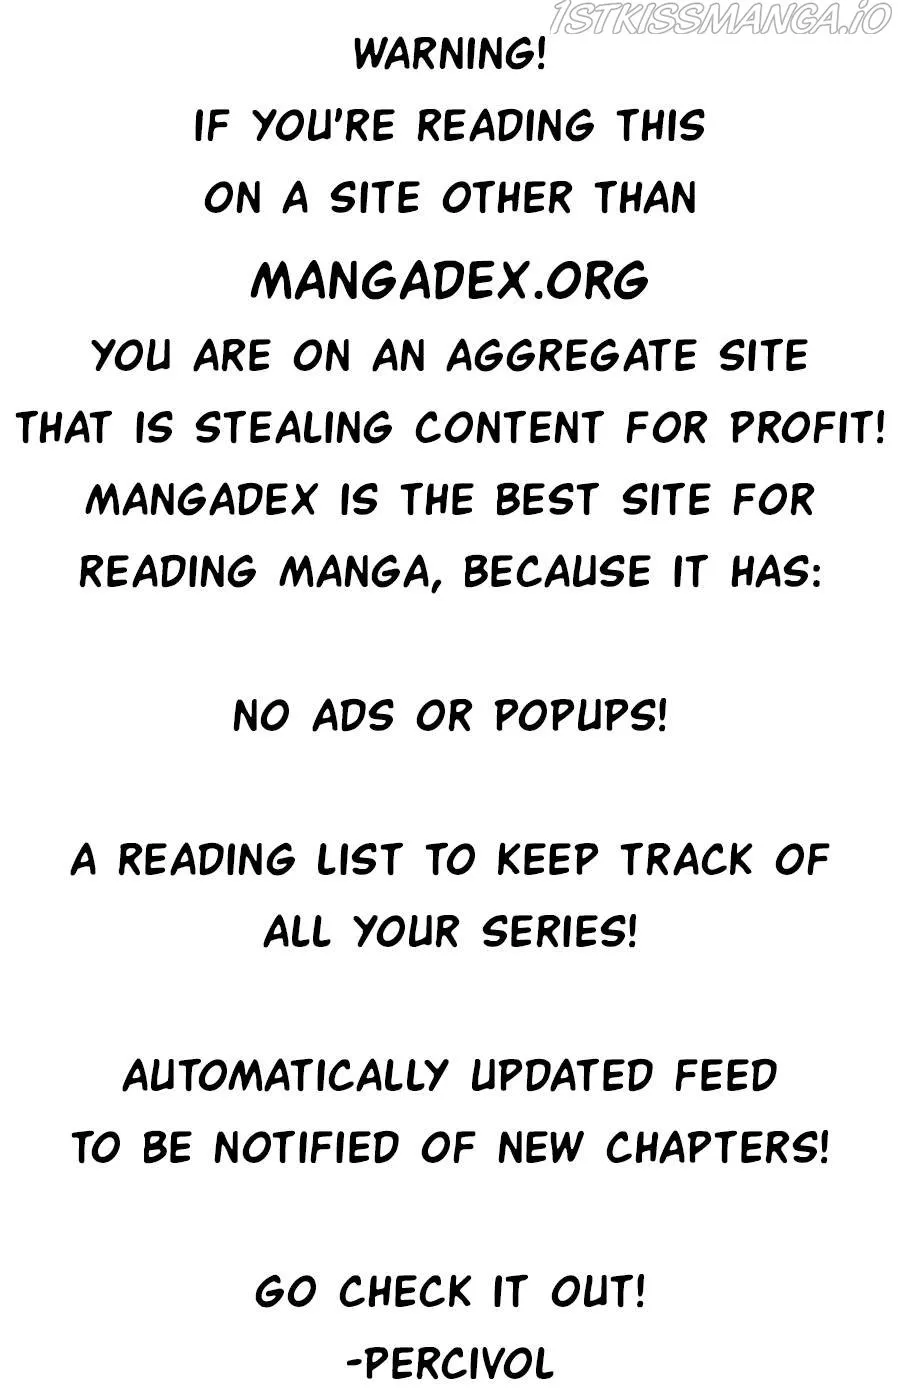 1STKISSMANGA.IO
WARNING!
IF YOU'RE READING THIS
ON A SITE OTHER THAN
MANGADEX.ORG
YOU ARE ON AN AGGREGATE SITE
THAT IS STEALING CONTENT FOR PROFIT!
MANGADEX IS THE BEST SITE FOR
READING MANGA, BECAUSE IT HAS:
NO ADS OR POPUPS!
A READING LIST TO KEEP TRACK OF
ALL YOUR SERIES!
AUTOMATICALLY UPDATED FEED
TO BE NOTIFIED OF NEW CHAPTERS!
GO CHECK IT OUT!
-PERCIVOL